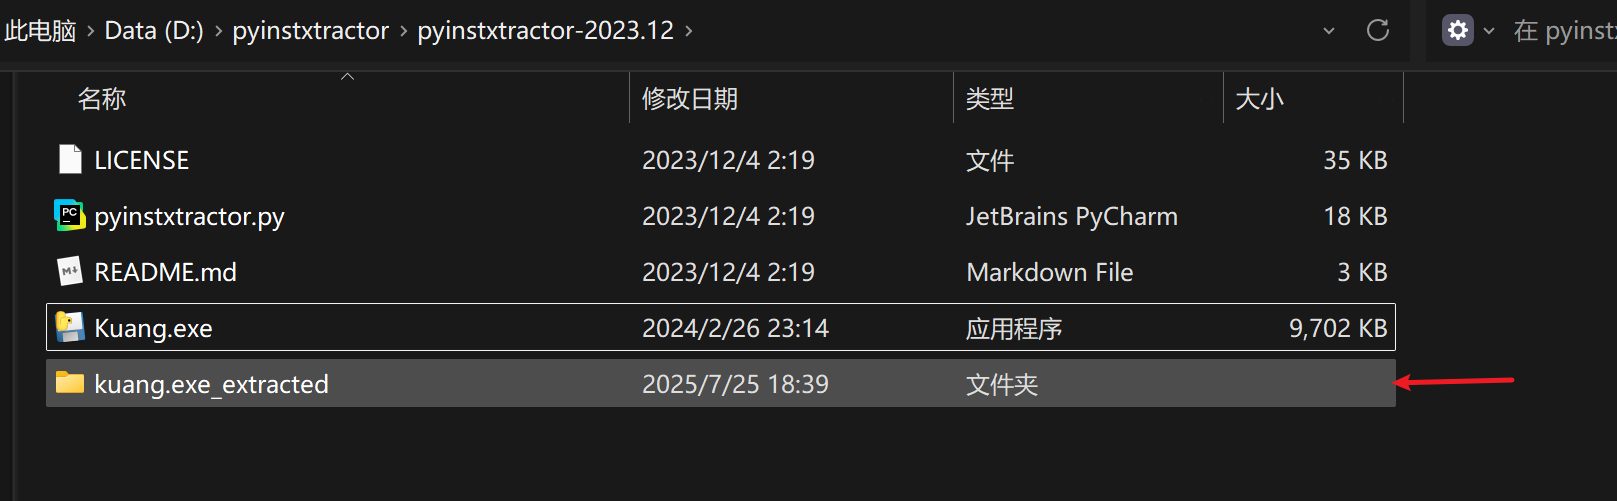 此电脑 > Data (D:) > pyinstxtractor > pyinstxtractor-2023.12 > 在 pyinst
名称 修改日期 类型 大小
LICENSE 2023/12/4 2:19 文件 35 KB
PC pyinstxtractor.py 2023/12/4 2:19 JetBrains PyCharm 18 KB
M README.md 2023/12/4 2:19 Markdown File 3 KB
Kuang.exe 2024/2/26 23:14 应用程序 9,702 KB
kuang.exe_extracted 2025/7/25 18:39 文件夹